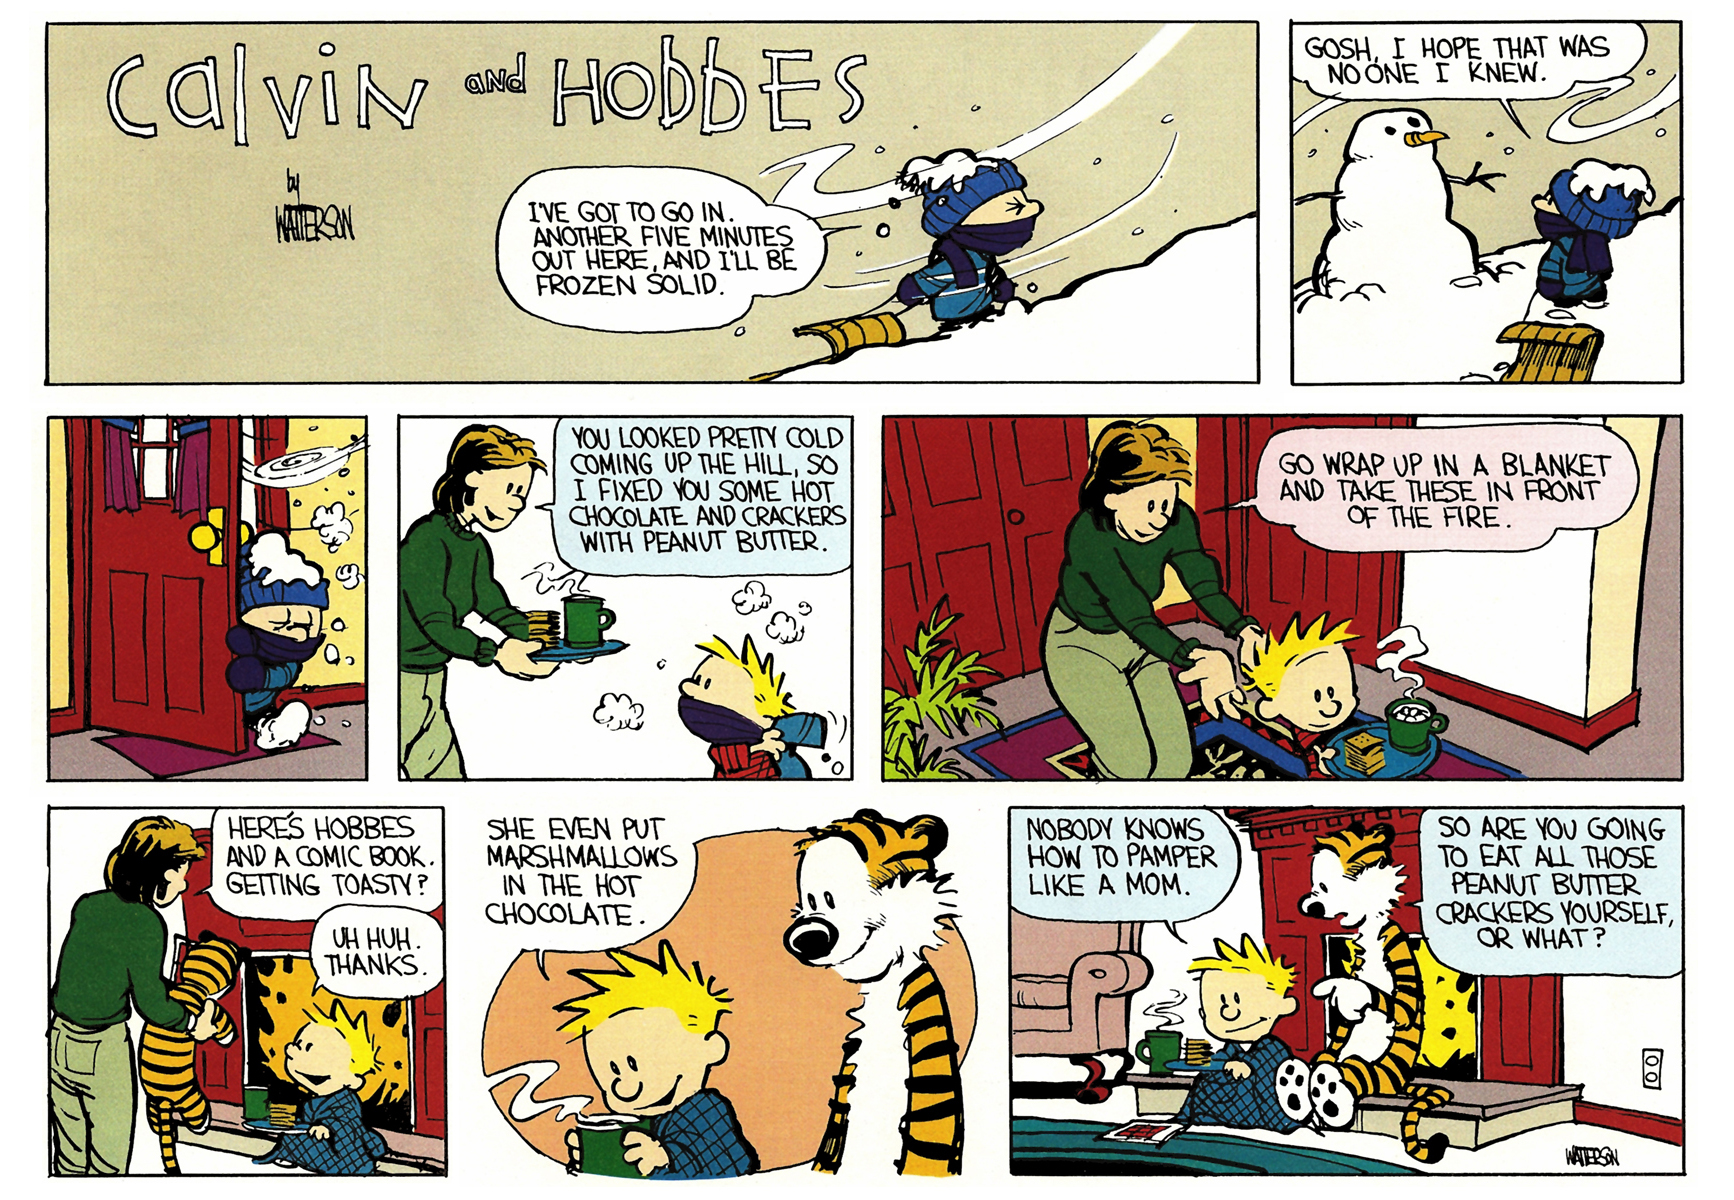 Calvin and Hobbes
by
WATTERSON
I'VE GOT TO GO IN.
ANOTHER FIVE MINUTES
OUT HERE, AND I'LL BE
FROZEN SOLID.
GOSH, I HOPE THAT WAS
NO ONE I KNEW.
YOU LOOKED PRETTY COLD
COMING UP THE HILL, SO
I FIXED YOU SOME HOT
CHOCOLATE AND CRACKERS
WITH PEANUT BUTTER.
GO WRAP UP IN A BLANKET
AND TAKE THESE IN FRONT
OF THE FIRE.
HERE'S HOBBES
AND A COMIC BOOK.
GETTING TOASTY?
UH HUH.
THANKS.
SHE EVEN PUT
MARSHMALLOWS
IN THE HOT
CHOCOLATE.
NOBODY KNOWS
HOW TO PAMPER
LIKE A MOM.
SO ARE YOU GOING
TO EAT ALL THOSE
PEANUT BUTTER
CRACKERS YOURSELF,
OR WHAT?
WATTERSON